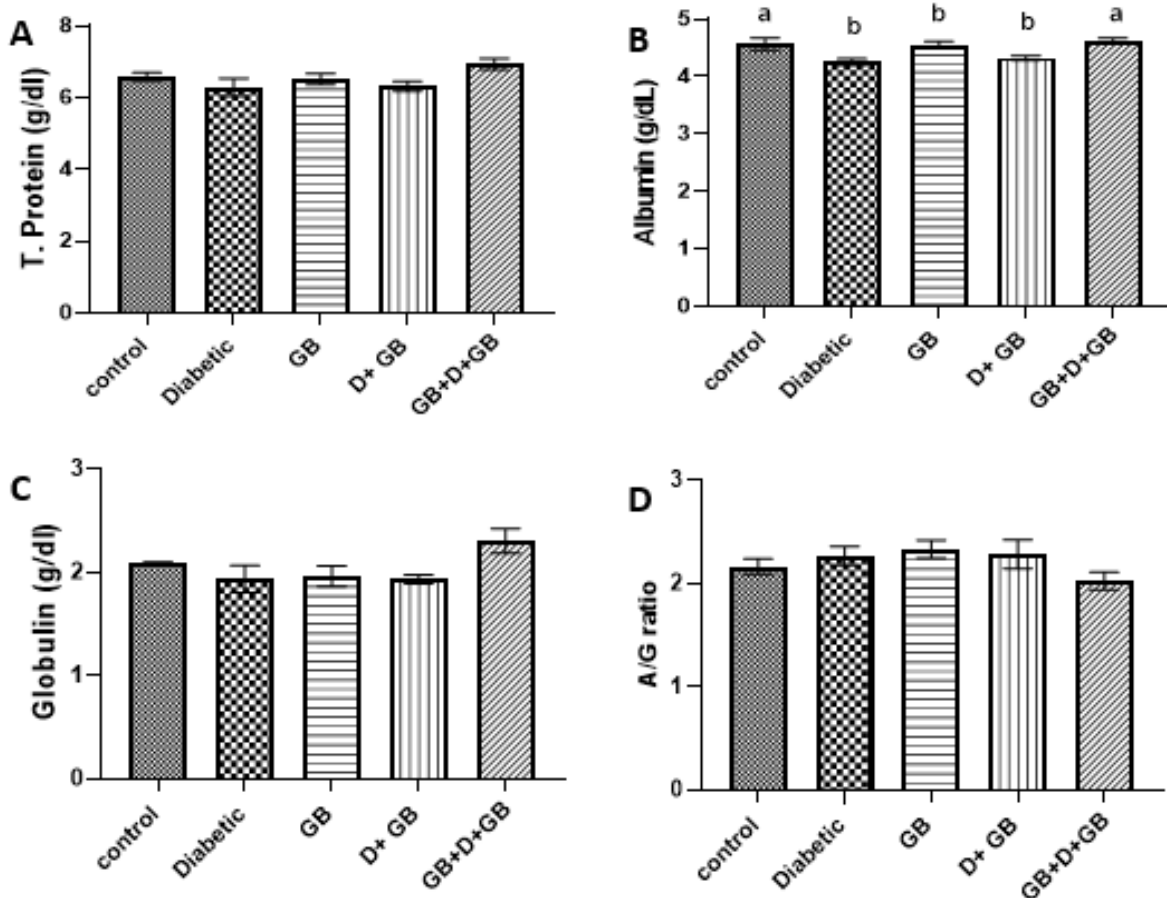 A
T. Protein (g/dl)
8
6
4
2
0
control
Diabetic
GB
D+ GB
GB+D+GB
B
Albumin (g/dL)
a
b
b
b
a
5
4
3
2
1
0
control
Diabetic
GB
D+ GB
GB+D+GB
C
Globulin (g/dl)
3
2
1
0
control
Diabetic
GB
D+ GB
GB+D+GB
D
A/G ratio
3
2
1
0
control
Diabetic
GB
D+ GB
GB+D+GB